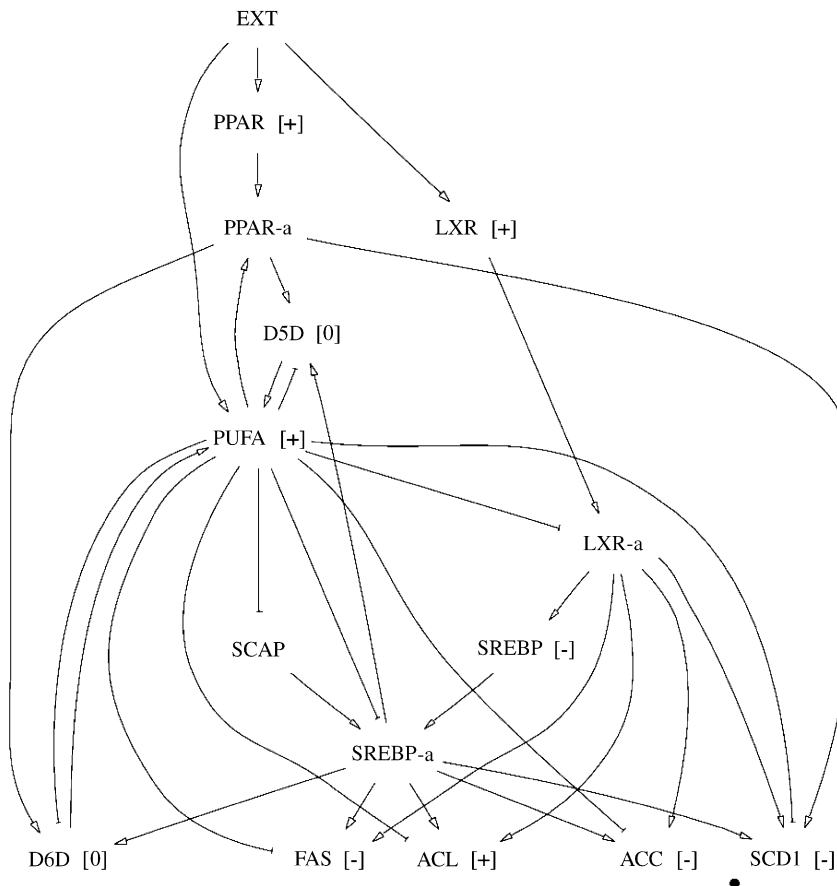 EXT
PPAR [+]
PPAR-a
LXR [+]
D5D [0]
PUFA [+]
LXR-a
SCAP
SREBP [-]
SREBP-a
D6D [0]
FAS [-]
ACL [+]
ACC [-]
SCD1 [-]